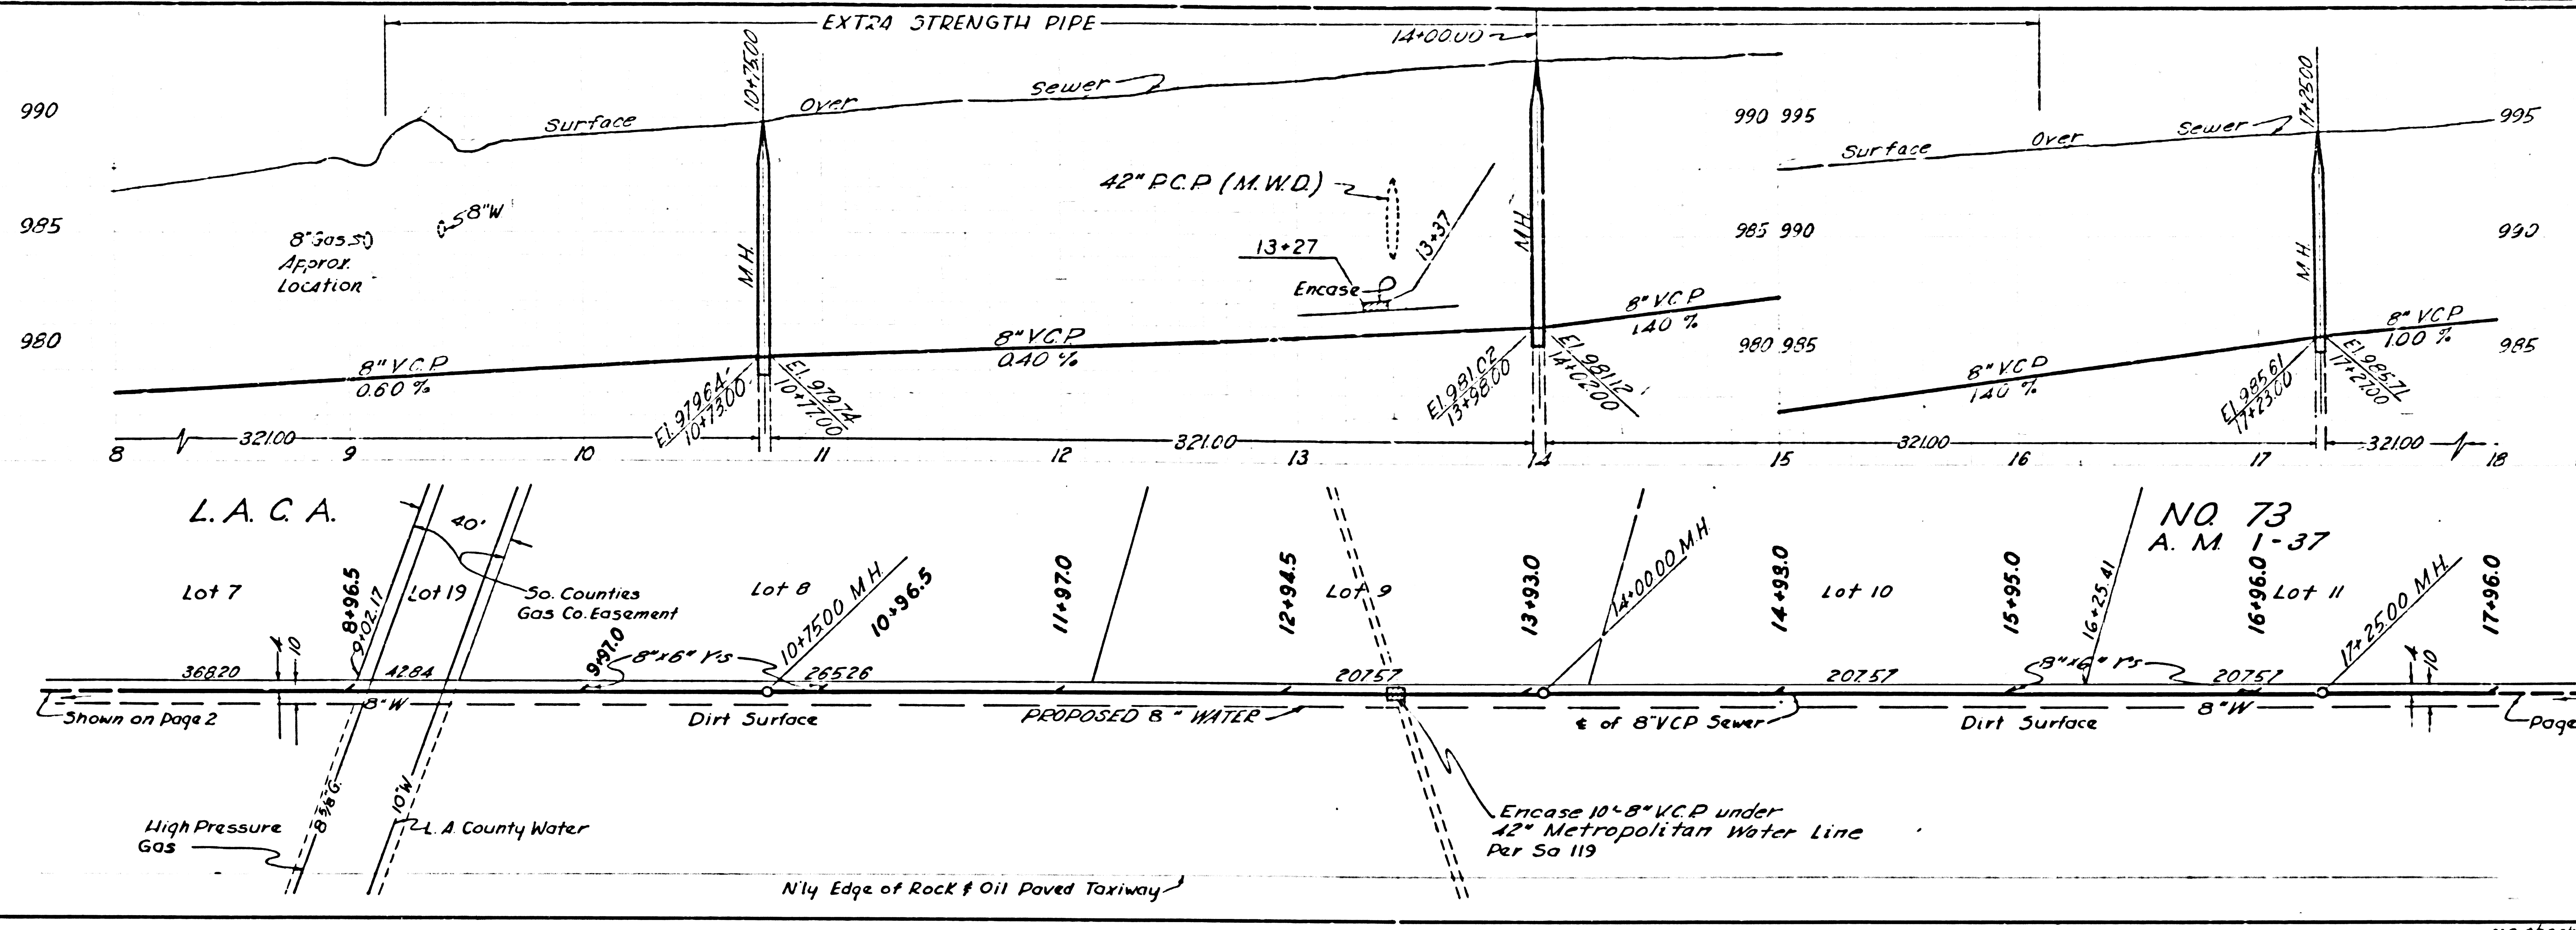 EXT24 STRENGTH PIPE
14+00.00
10+75.00
17+25.00
990
Surface
Over
Sewer
990 995
Surface
Over
Sewer
995
42" P.C.P (M.W.D.)
8"W
985
8" Gas
Approx.
Location
M.H.
13+27
13+37
Encase
M.H.
985 990
M.H.
990
980
8" V.C.P
0.60 %
8" V.C.P
0.40 %
8" V.C.P
1.40 %
980 985
8" V.C.P
1.40 %
8" V.C.P
1.00 %
985
El. 979.64
10+73.00
El. 979.74
10+77.00
El. 981.02
13+98.00
El. 981.12
14+02.00
El. 985.61
17+23.00
El. 985.71
17+27.00
321.00
321.00
321.00
321.00
8 9 10 11 12 13 14 15 16 17 18
L. A. C. A.
40'
NO. 73
A. M. 1-37
Lot 7
8+96.5
9+02.17
Lot 19
So. Counties
Gas Co. Easement
9+97.0
Lot 8
10+75.00 M.H.
10+96.5
11+97.0
12+94.5
Lot 9
13+93.0
14+00.00 M.H.
14+93.0
Lot 10
15+95.0
16+25.41
16+96.0
Lot 11
17+25.00 M.H.
17+96.0
368.20
4
10
42.84
8"x6" Y's
265.26
207.57
207.57
8"x6" Y's
207.57
4
10
Shown on Page 2
8"W
Dirt Surface
PROPOSED 8" WATER
℄ of 8" VCP Sewer
Dirt Surface
8"W
Page
High Pressure
Gas
8 5/8"G.
10"W
L.A. County Water
Encase 10'-8" V.C.P. under
42" Metropolitan Water Line
Per Sa 119
N'ly Edge of Rock & Oil Paved Taxiway